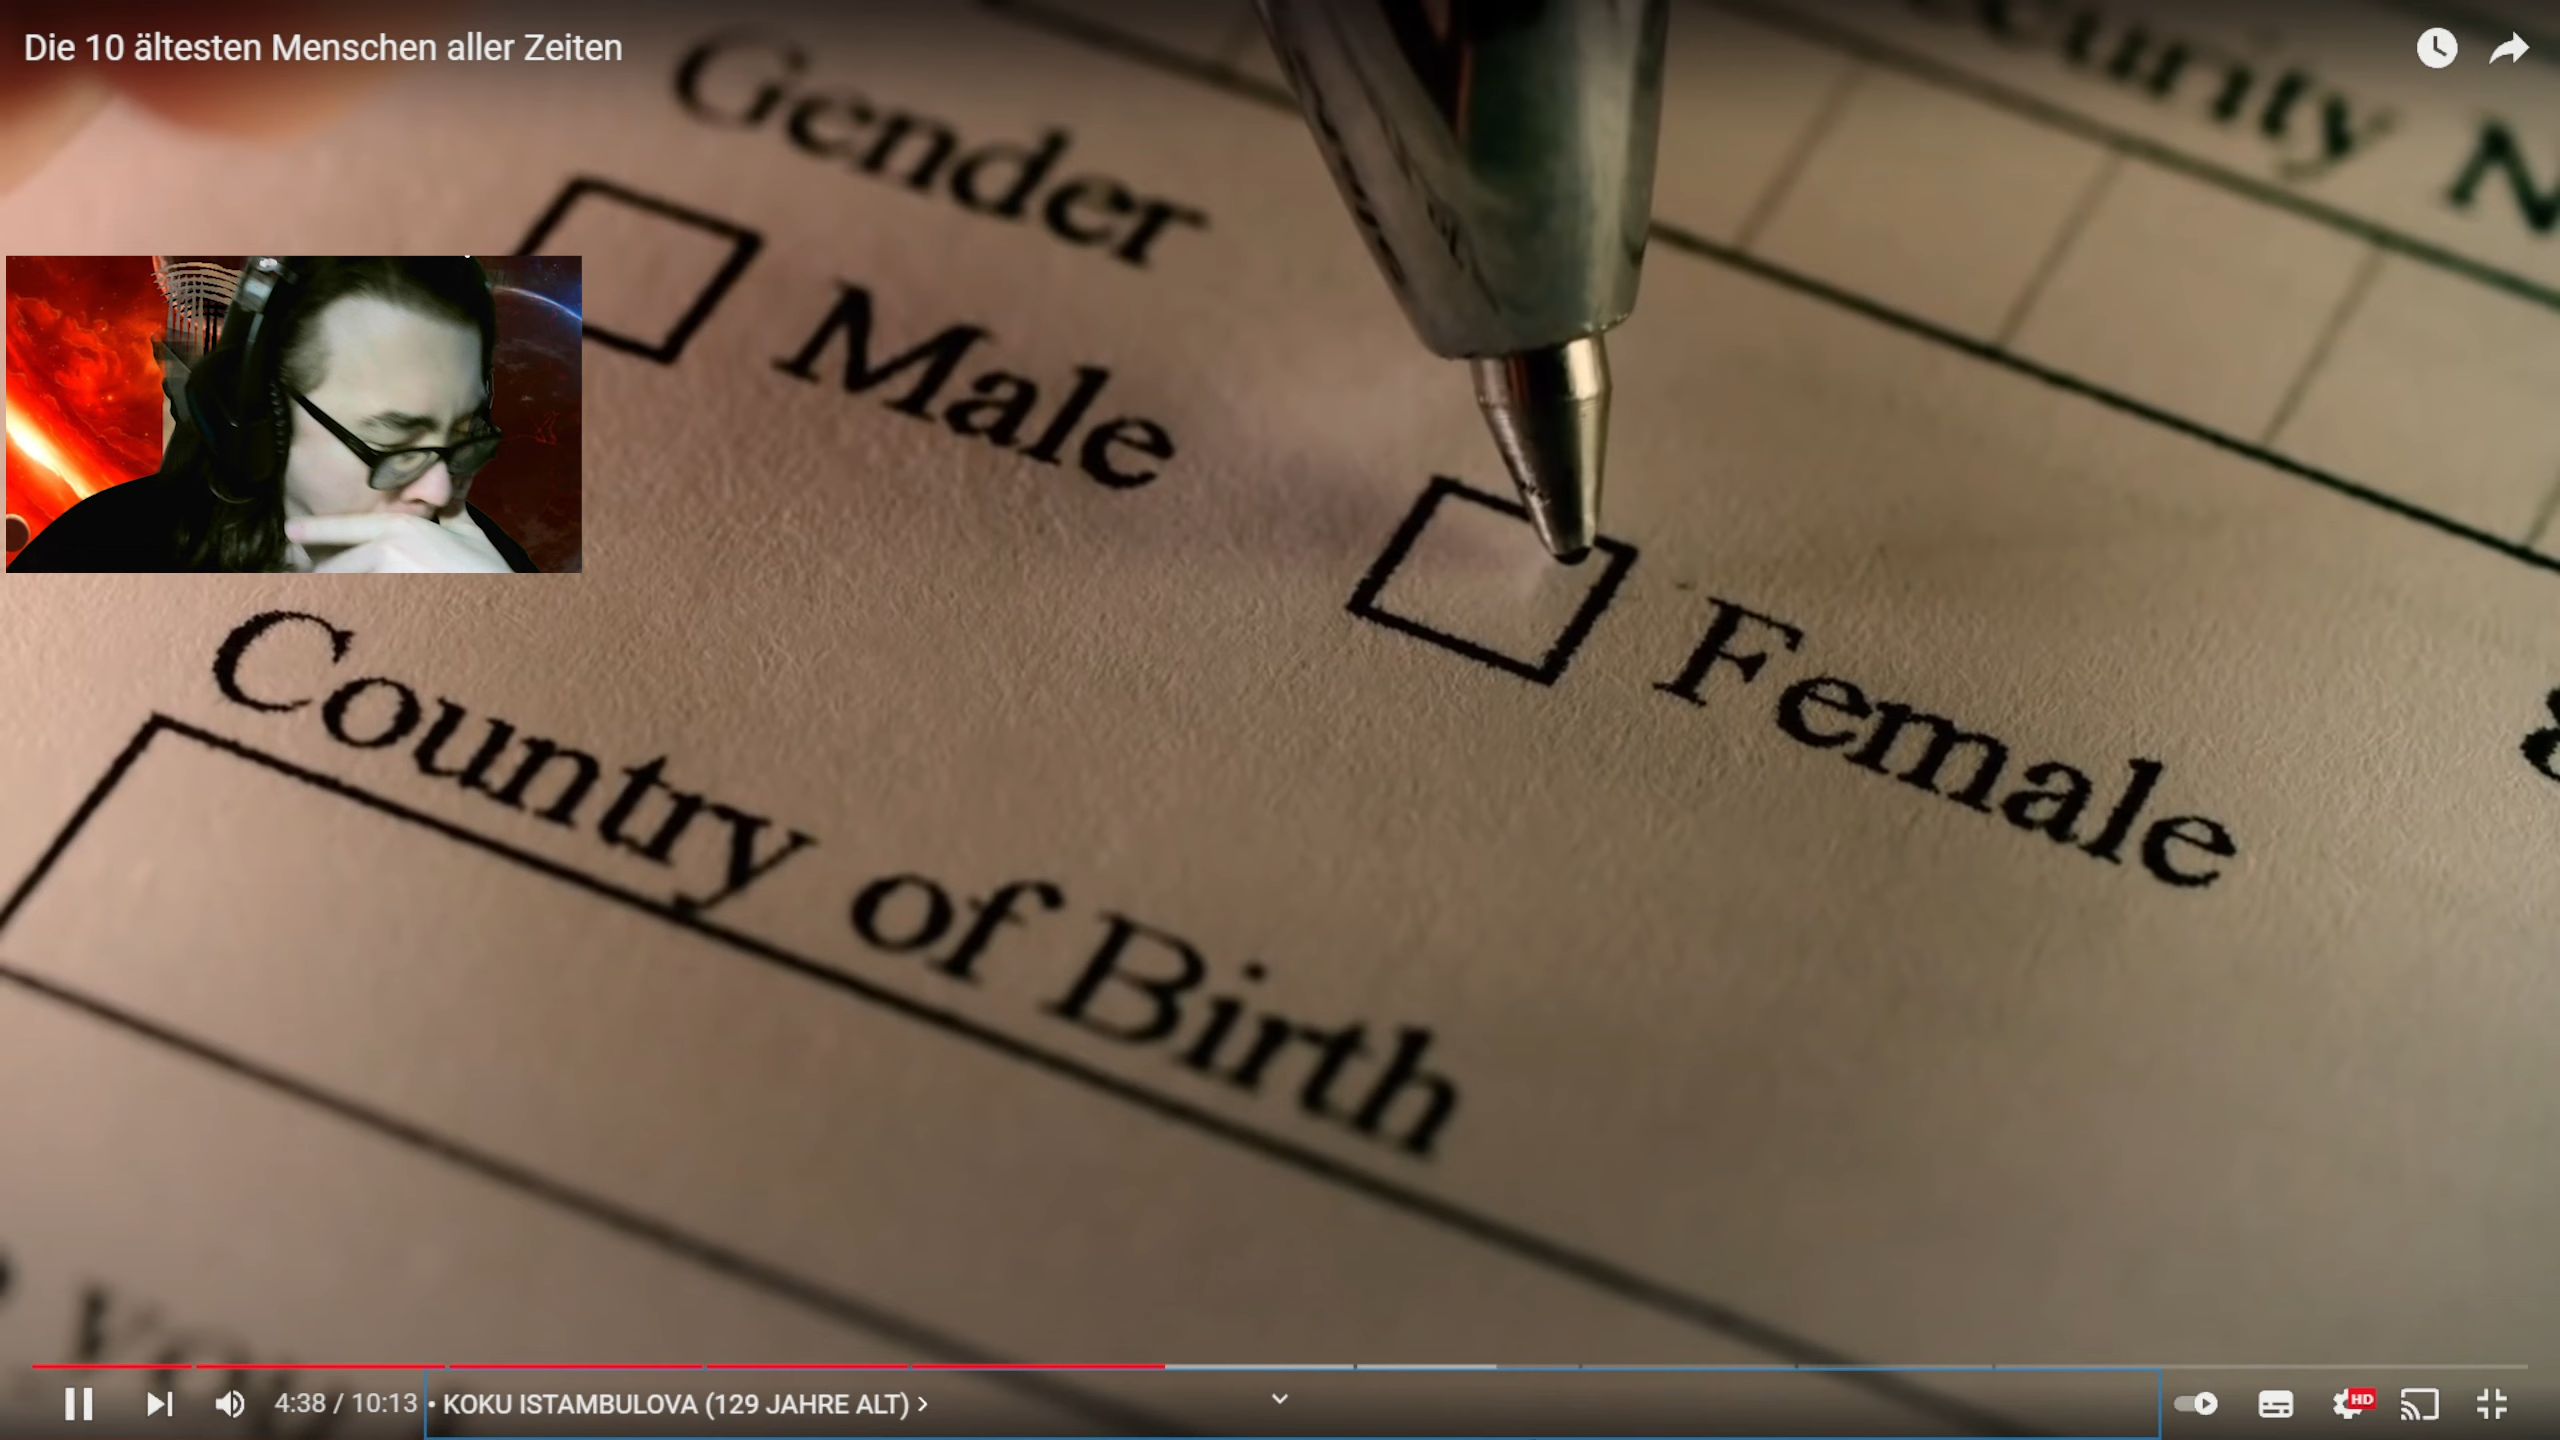 Die 10 ältesten Menschen aller Zeiten
Gender
Male
Female
Country of Birth
4:38 / 10:13 • KOKU ISTAMBULOVA (129 JAHRE ALT) ›
HD